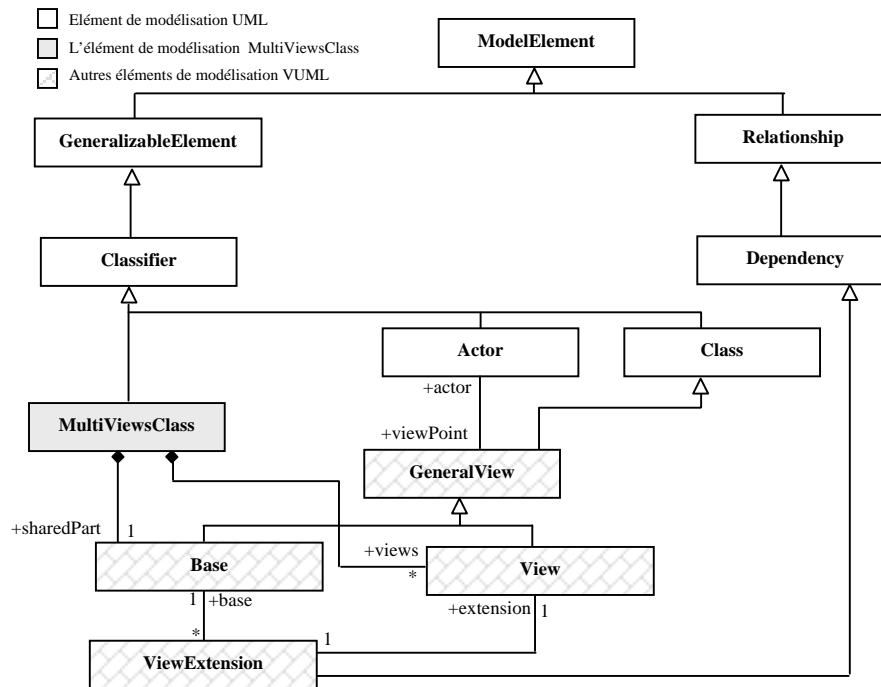 Elément de modélisation UML
L'élément de modélisation MultiViewsClass
Autres éléments de modélisation VUML
ModelElement
GeneralizableElement
Relationship
Classifier
Dependency
Actor
Class
+actor
MultiViewsClass
+viewPoint
GeneralView
+sharedPart
1
+views
*
Base
View
1
+base
+extension
1
*
1
ViewExtension